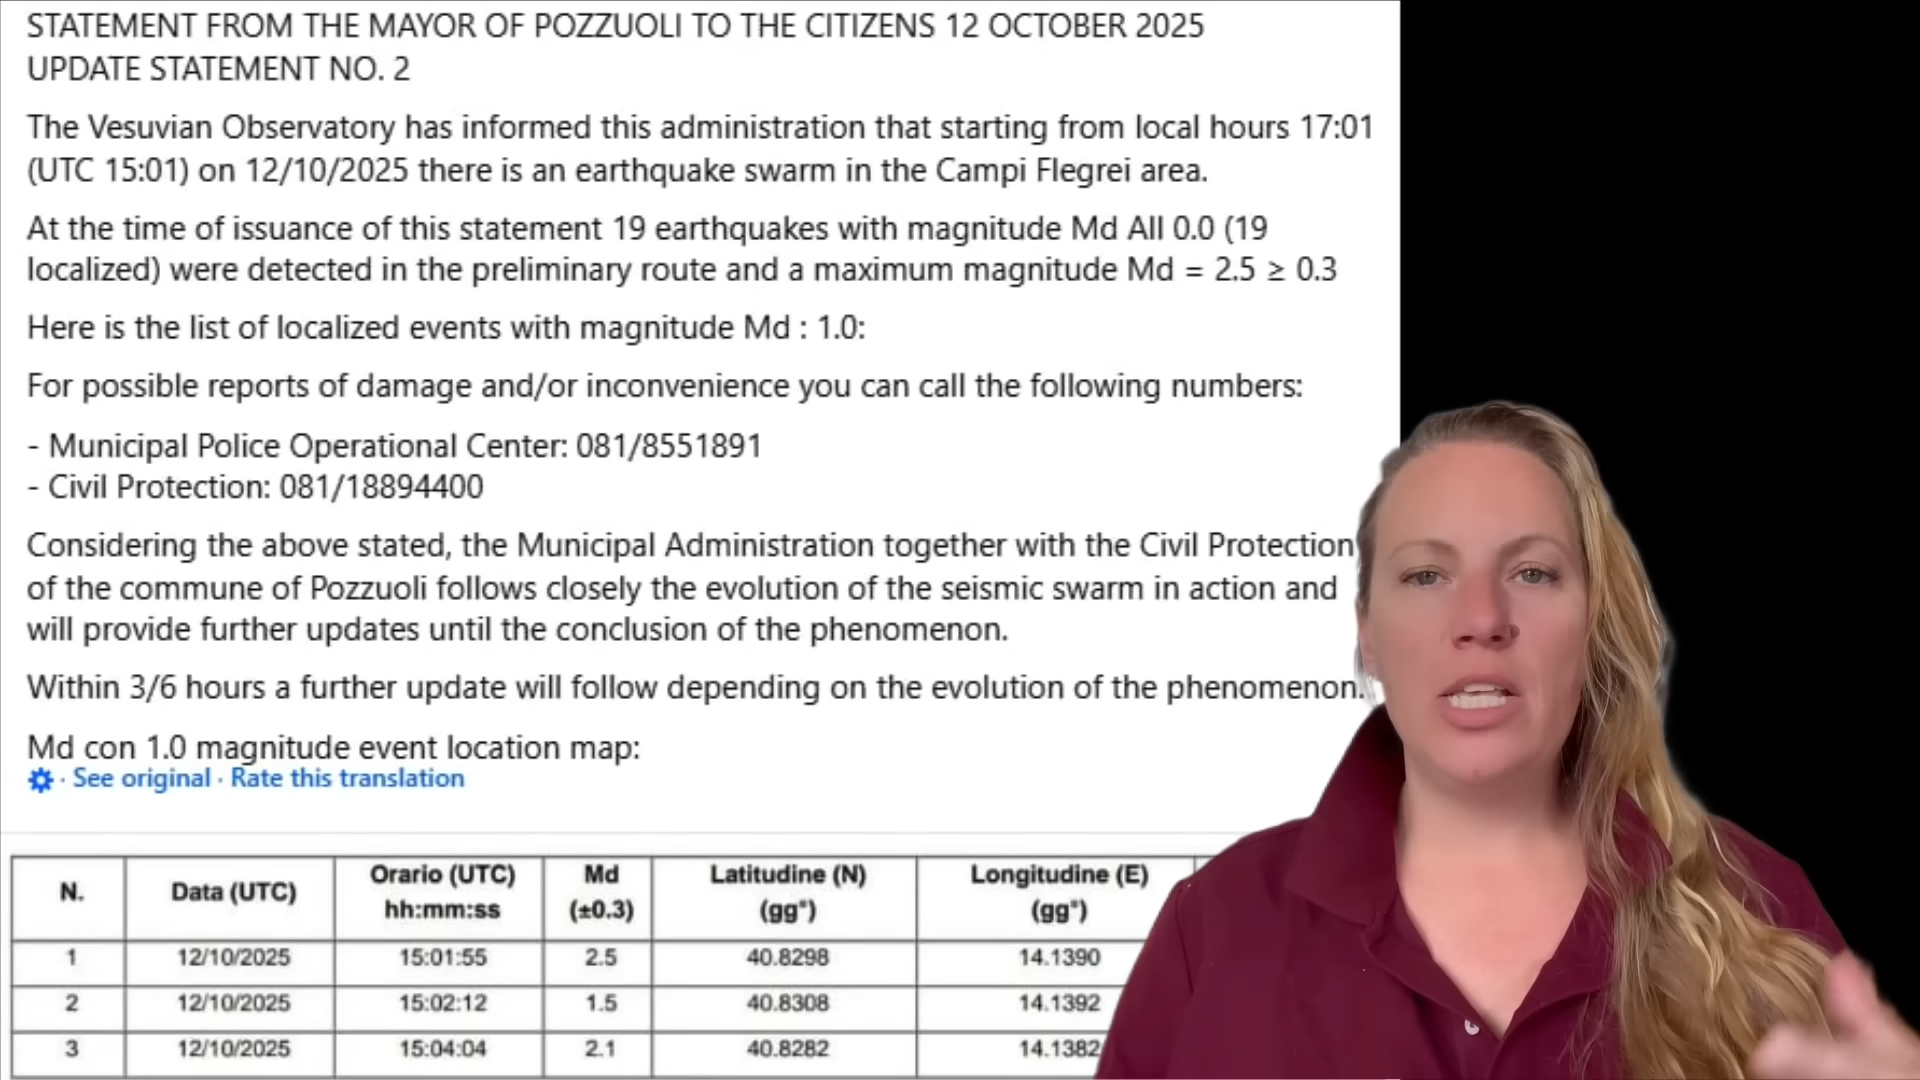 STATEMENT FROM THE MAYOR OF POZZUOLI TO THE CITIZENS 12 OCTOBER 2025
UPDATE STATEMENT NO. 2
The Vesuvian Observatory has informed this administration that starting from local hours 17:01
(UTC 15:01) on 12/10/2025 there is an earthquake swarm in the Campi Flegrei area.
At the time of issuance of this statement 19 earthquakes with magnitude Md All 0.0 (19
localized) were detected in the preliminary route and a maximum magnitude Md = 2.5 ≥ 0.3
Here is the list of localized events with magnitude Md : 1.0:
For possible reports of damage and/or inconvenience you can call the following numbers:
- Municipal Police Operational Center: 081/8551891
- Civil Protection: 081/18894400
Considering the above stated, the Municipal Administration together with the Civil Protection
of the commune of Pozzuoli follows closely the evolution of the seismic swarm in action and
will provide further updates until the conclusion of the phenomenon.
Within 3/6 hours a further update will follow depending on the evolution of the phenomenon.
Md con 1.0 magnitude event location map:
· See original · Rate this translation
N. Data (UTC) Orario (UTC) hh:mm:ss Md (±0.3) Latitudine (N) (gg°) Longitudine (E) (gg°)
1 12/10/2025 15:01:55 2.5 40.8298 14.1390
2 12/10/2025 15:02:12 1.5 40.8308 14.1392
3 12/10/2025 15:04:04 2.1 40.8282 14.1382